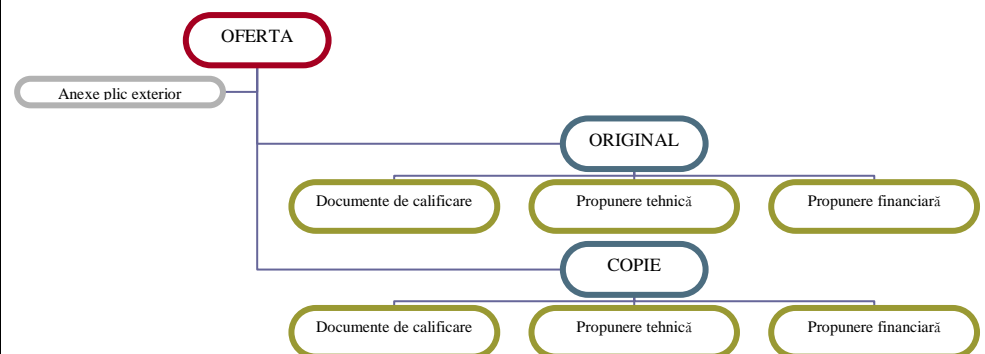 OFERTA
Anexe plic exterior
ORIGINAL
Documente de calificare
Propunere tehnică
Propunere financiară
COPIE
Documente de calificare
Propunere tehnică
Propunere financiară